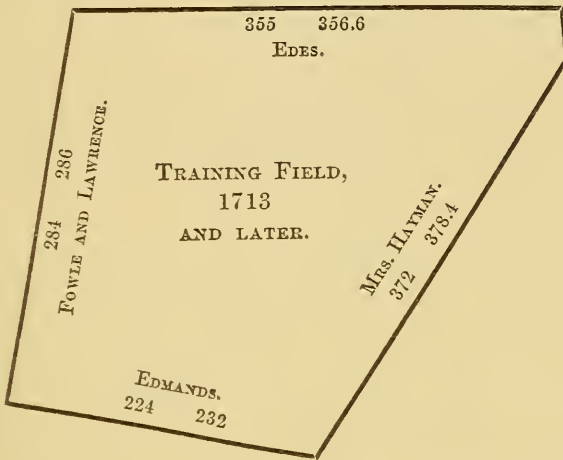 355 356.6
EDES.
284 286
FOWLE AND LAWRENCE.
TRAINING FIELD,
1713
AND LATER.
MRS. HAYMAN.
372 378.4
EDMANDS.
224 232